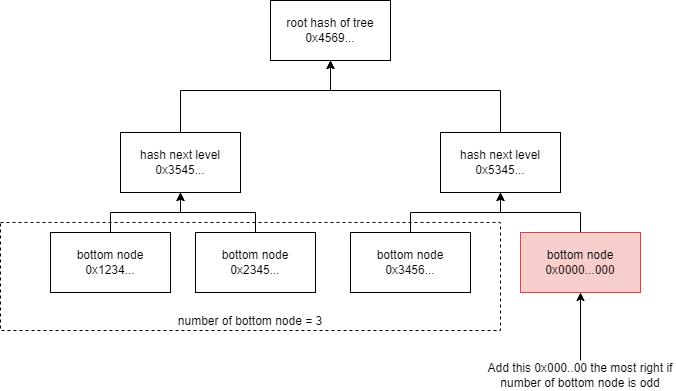 root hash of tree
0x4569...
hash next level
0x3545...
hash next level
0x5345...
bottom node
0x1234...
bottom node
0x2345...
bottom node
0x3456...
bottom node
0x0000...000
number of bottom node = 3
Add this 0x000..00 the most right if
number of bottom node is odd